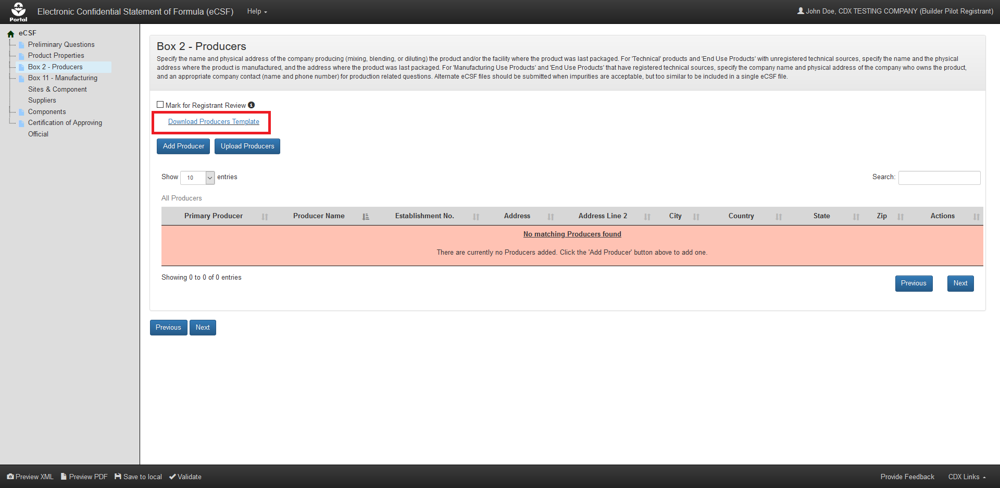 Portal
Electronic Confidential Statement of Formula (eCSF)
Help
John Doe, CDX TESTING COMPANY (Builder Pilot Registrant)
eCSF
Preliminary Questions
Product Properties
Box 2 - Producers
Box 11 - Manufacturing
Sites & Component
Suppliers
Components
Certification of Approving
Official
Box 2 - Producers
Specify the name and physical address of the company producing (mixing, blending, or diluting) the product and/or the facility where the product was last packaged. For 'Technical' products and 'End Use Products' with unregistered technical sources, specify the name and the physical
address where the product is manufactured, and the address where the product was last packaged. For 'Manufacturing Use Products' and 'End Use Products' that have registered technical sources, specify the company name and physical address of the company who owns the product,
and an appropriate company contact (name and phone number) for production related questions. Alternate eCSF files should be submitted when impurities are acceptable, but too similar to be included in a single eCSF file.
Mark for Registrant Review
Download Producers Template
Add Producer Upload Producers
Show 10 entries Search:
All Producers
Primary Producer Producer Name Establishment No. Address Address Line 2 City Country State Zip Actions
No matching Producers found
There are currently no Producers added. Click the 'Add Producer' button above to add one.
Showing 0 to 0 of 0 entries
Previous Next
Previous Next
Preview XML Preview PDF Save to local Validate
Provide Feedback CDX Links